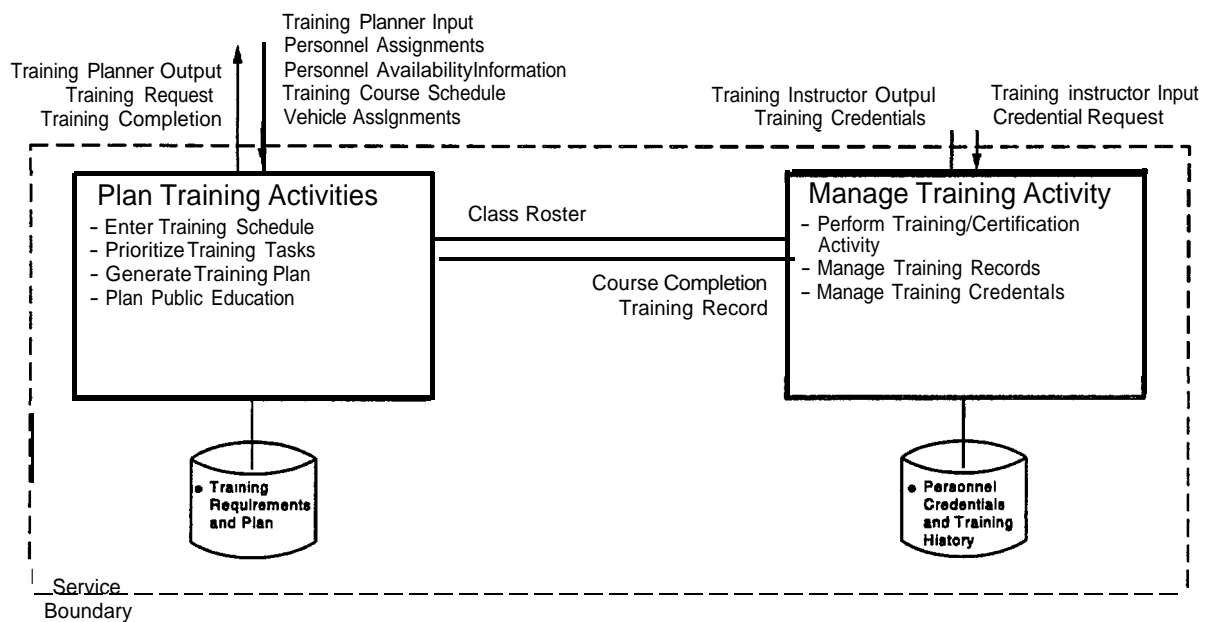 Training Planner Input
Personnel Assignments
Personnel AvailabilityInformation
Training Course Schedule
Vehicle Asslgnments
Training Planner Output
Training Request
Training Completion
Training Instructor Outpul
Training Credentials
Training instructor Input
Credential Request
Plan Training Activities
- Enter Training Schedule
- Prioritize Training Tasks
- Generate Training Plan
- Plan Public Education
Class Roster
Course Completion
Training Record
Manage Training Activity
- Perform Training/Certification
Activity
- Manage Training Records
- Manage Training Credentals
• Training
Requirements
and Plan
• Personnel
Credentials
and Training
History
Service
Boundary